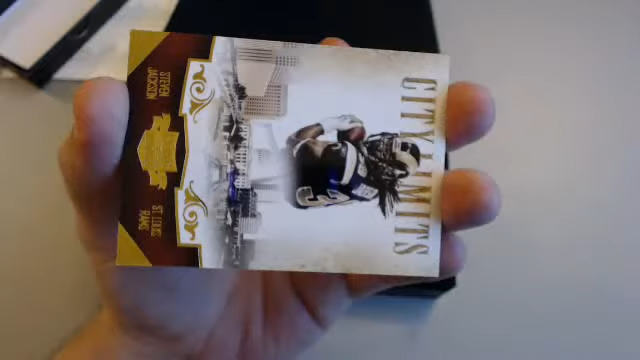 CITY LIMITS
STEVEN
JACKSON
ST. LOUIS
RAMS